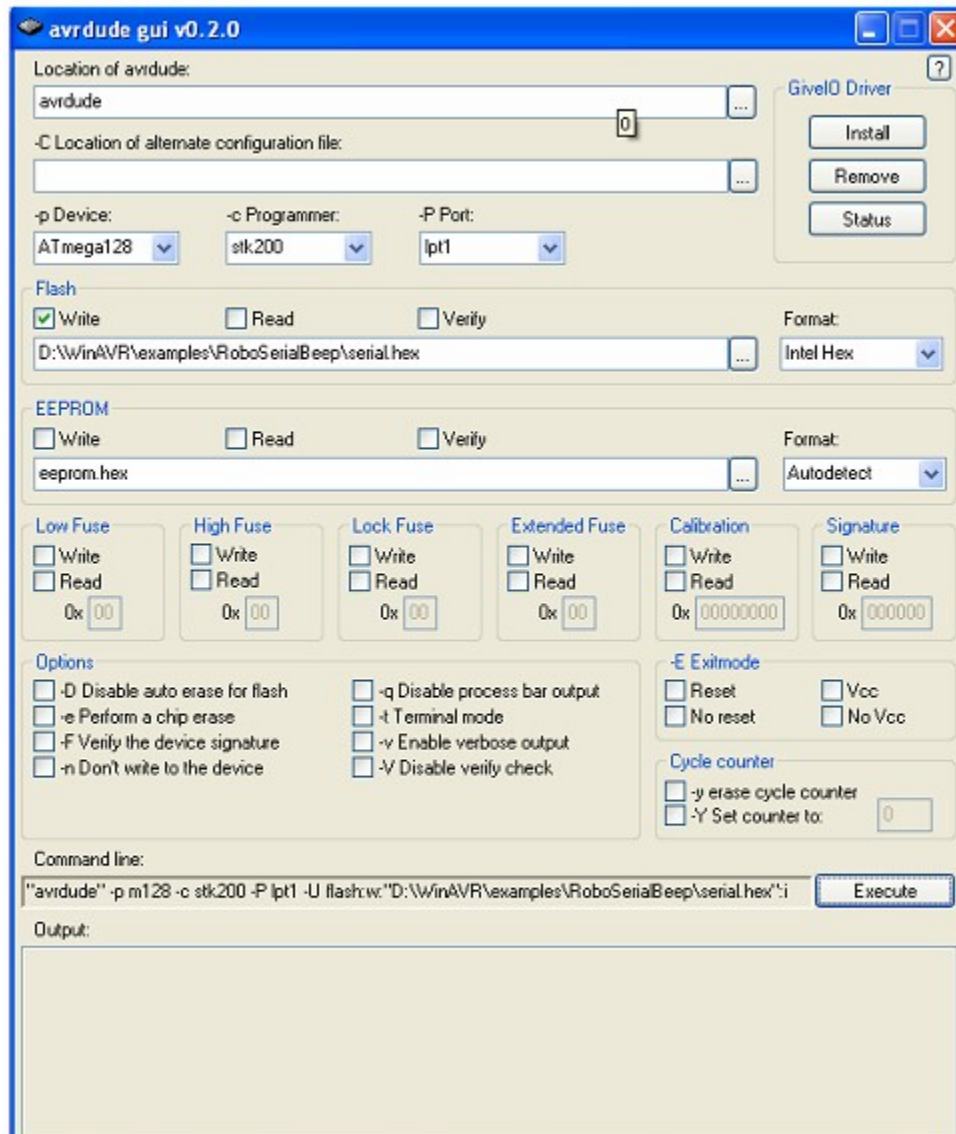 avrdude gui v0.2.0
?
Location of avrdude:
avrdude
...
0
GiveIO Driver
Install
Remove
Status
-C Location of alternate configuration file:
...
-p Device: -c Programmer: -P Port:
ATmega128 stk200 lpt1
Flash
Write Read Verify Format:
D:\WinAVR\examples\RoboSerialBeep\serial.hex ... Intel Hex
EEPROM
Write Read Verify Format:
eeprom.hex ... Autodetect
Low Fuse High Fuse Lock Fuse Extended Fuse Calibration Signature
Write Write Write Write Write Write
Read Read Read Read Read Read
0x 00 0x 00 0x 00 0x 00 0x 00000000 0x 000000
Options
-D Disable auto erase for flash -q Disable process bar output
-e Perform a chip erase -t Terminal mode
-F Verify the device signature -v Enable verbose output
-n Don't write to the device -V Disable verify check
-E Exitmode
Reset Vcc
No reset No Vcc
Cycle counter
-y erase cycle counter
-Y Set counter to: 0
Command line:
"avrdude" -p m128 -c stk200 -P lpt1 -U flash:w:"D:\WinAVR\examples\RoboSerialBeep\serial.hex":i Execute
Output: